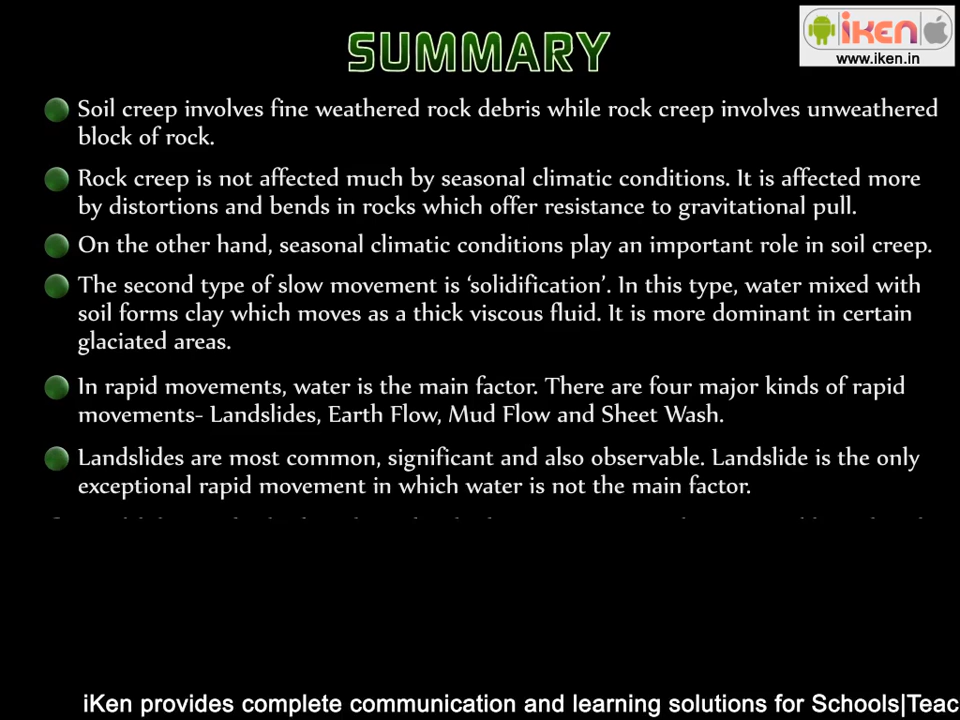 SUMMARY
iken
www.iken.in
Soil creep involves fine weathered rock debris while rock creep involves unweathered
block of rock.
Rock creep is not affected much by seasonal climatic conditions. It is affected more
by distortions and bends in rocks which offer resistance to gravitational pull.
On the other hand, seasonal climatic conditions play an important role in soil creep.
The second type of slow movement is ‘solidification’. In this type, water mixed with
soil forms clay which moves as a thick viscous fluid. It is more dominant in certain
glaciated areas.
In rapid movements, water is the main factor. There are four major kinds of rapid
movements- Landslides, Earth Flow, Mud Flow and Sheet Wash.
Landslides are most common, significant and also observable. Landslide is the only
exceptional rapid movement in which water is not the main factor.
iKen provides complete communication and learning solutions for Schools|Teac